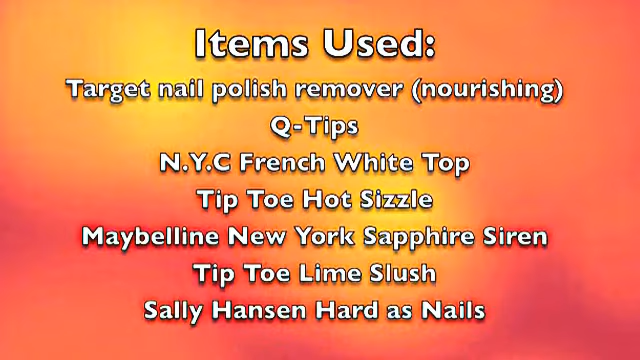 Items Used:
Target nail polish remover (nourishing)
Q-Tips
N.Y.C French White Top
Tip Toe Hot Sizzle
Maybelline New York Sapphire Siren
Tip Toe Lime Slush
Sally Hansen Hard as Nails